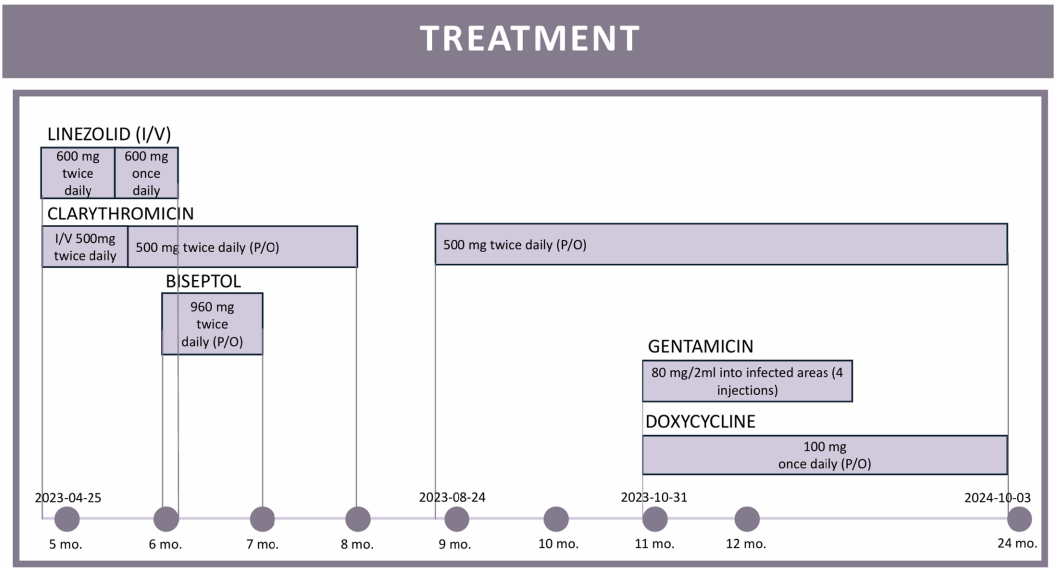 TREATMENT
LINEZOLID (I/V)
600 mg
twice
daily
600 mg
once
daily
CLARYTHROMICIN
I/V 500mg
twice daily
500 mg twice daily (P/O)
500 mg twice daily (P/O)
BISEPTOL
960 mg
twice
daily (P/O)
GENTAMICIN
80 mg/2ml into infected areas (4
injections)
DOXYCYCLINE
100 mg
once daily (P/O)
2023-04-25
2023-08-24
2023-10-31
2024-10-03
5 mo.
6 mo.
7 mo.
8 mo.
9 mo.
10 mo.
11 mo.
12 mo.
24 mo.